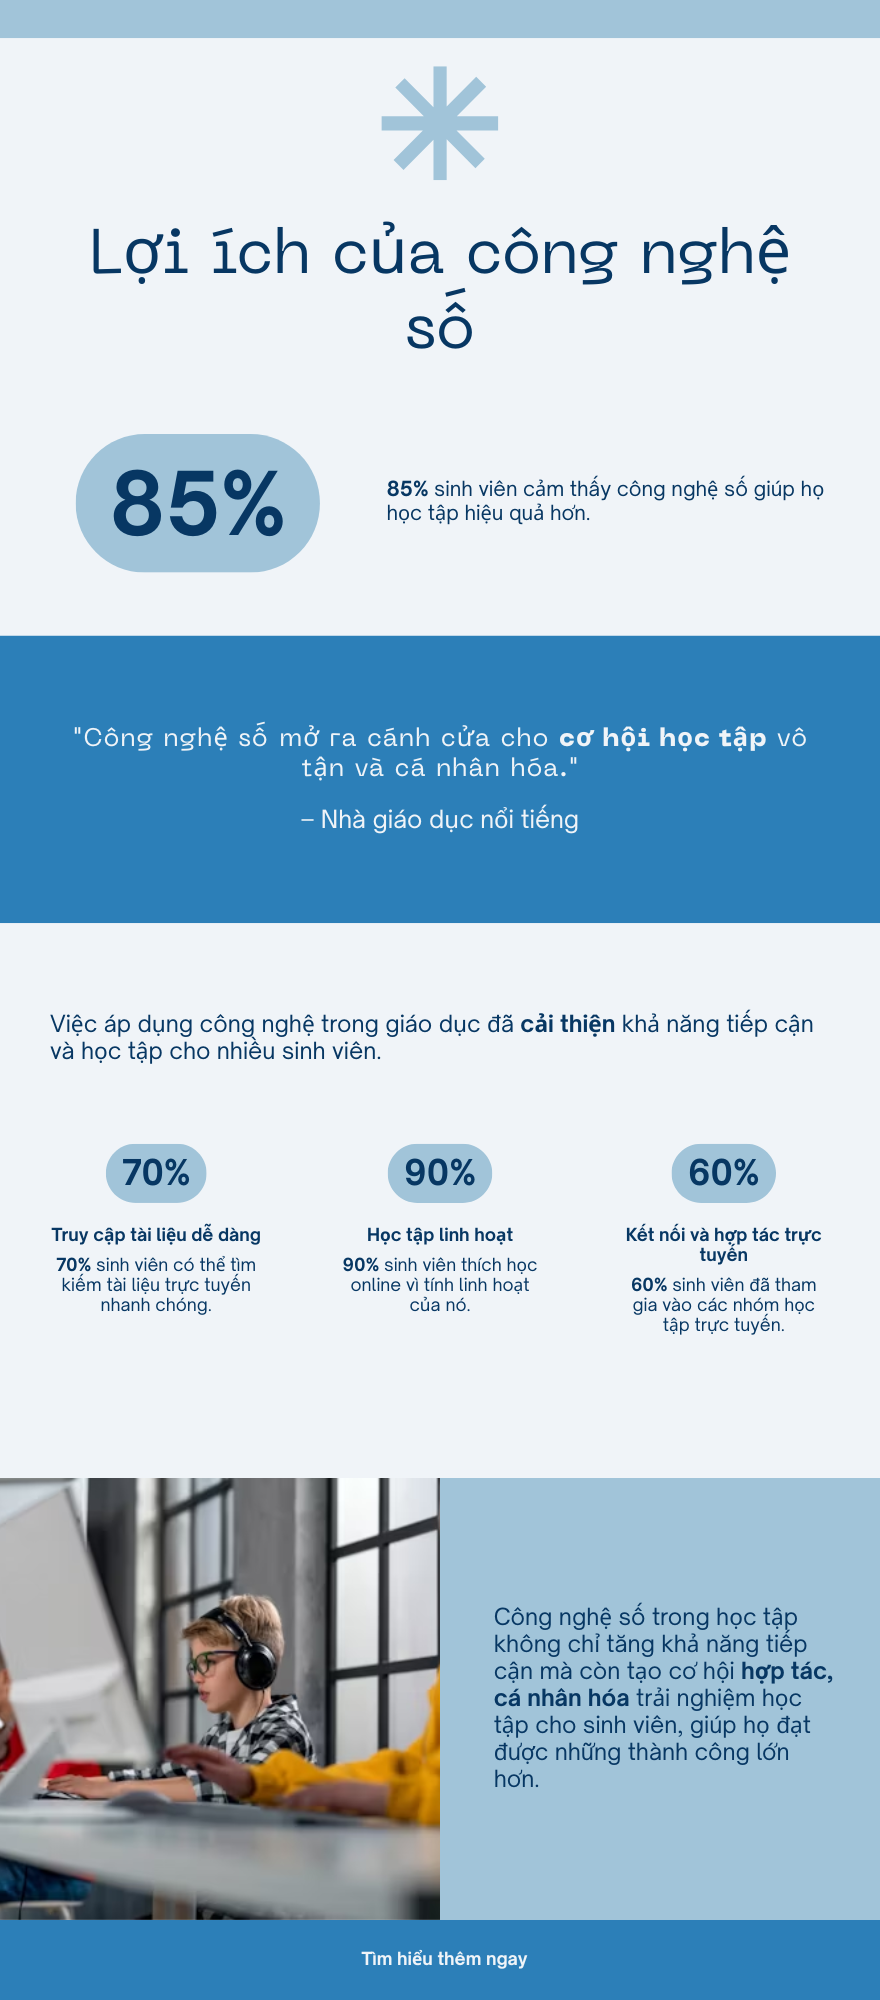 Lợi ích của công nghệ
số
85%
85% sinh viên cảm thấy công nghệ số giúp họ
học tập hiệu quả hơn.
"Công nghệ số mở ra cánh cửa cho cơ hội học tập vô
tận và cá nhân hóa."
– Nhà giáo dục nổi tiếng
Việc áp dụng công nghệ trong giáo dục đã cải thiện khả năng tiếp cận
và học tập cho nhiều sinh viên.
70%
Truy cập tài liệu dễ dàng
70% sinh viên có thể tìm
kiếm tài liệu trực tuyến
nhanh chóng.
90%
Học tập linh hoạt
90% sinh viên thích học
online vì tính linh hoạt
của nó.
60%
Kết nối và hợp tác trực
tuyến
60% sinh viên đã tham
gia vào các nhóm học
tập trực tuyến.
Công nghệ số trong học tập
không chỉ tăng khả năng tiếp
cận mà còn tạo cơ hội hợp tác,
cá nhân hóa trải nghiệm học
tập cho sinh viên, giúp họ đạt
được những thành công lớn
hơn.
Tìm hiểu thêm ngay